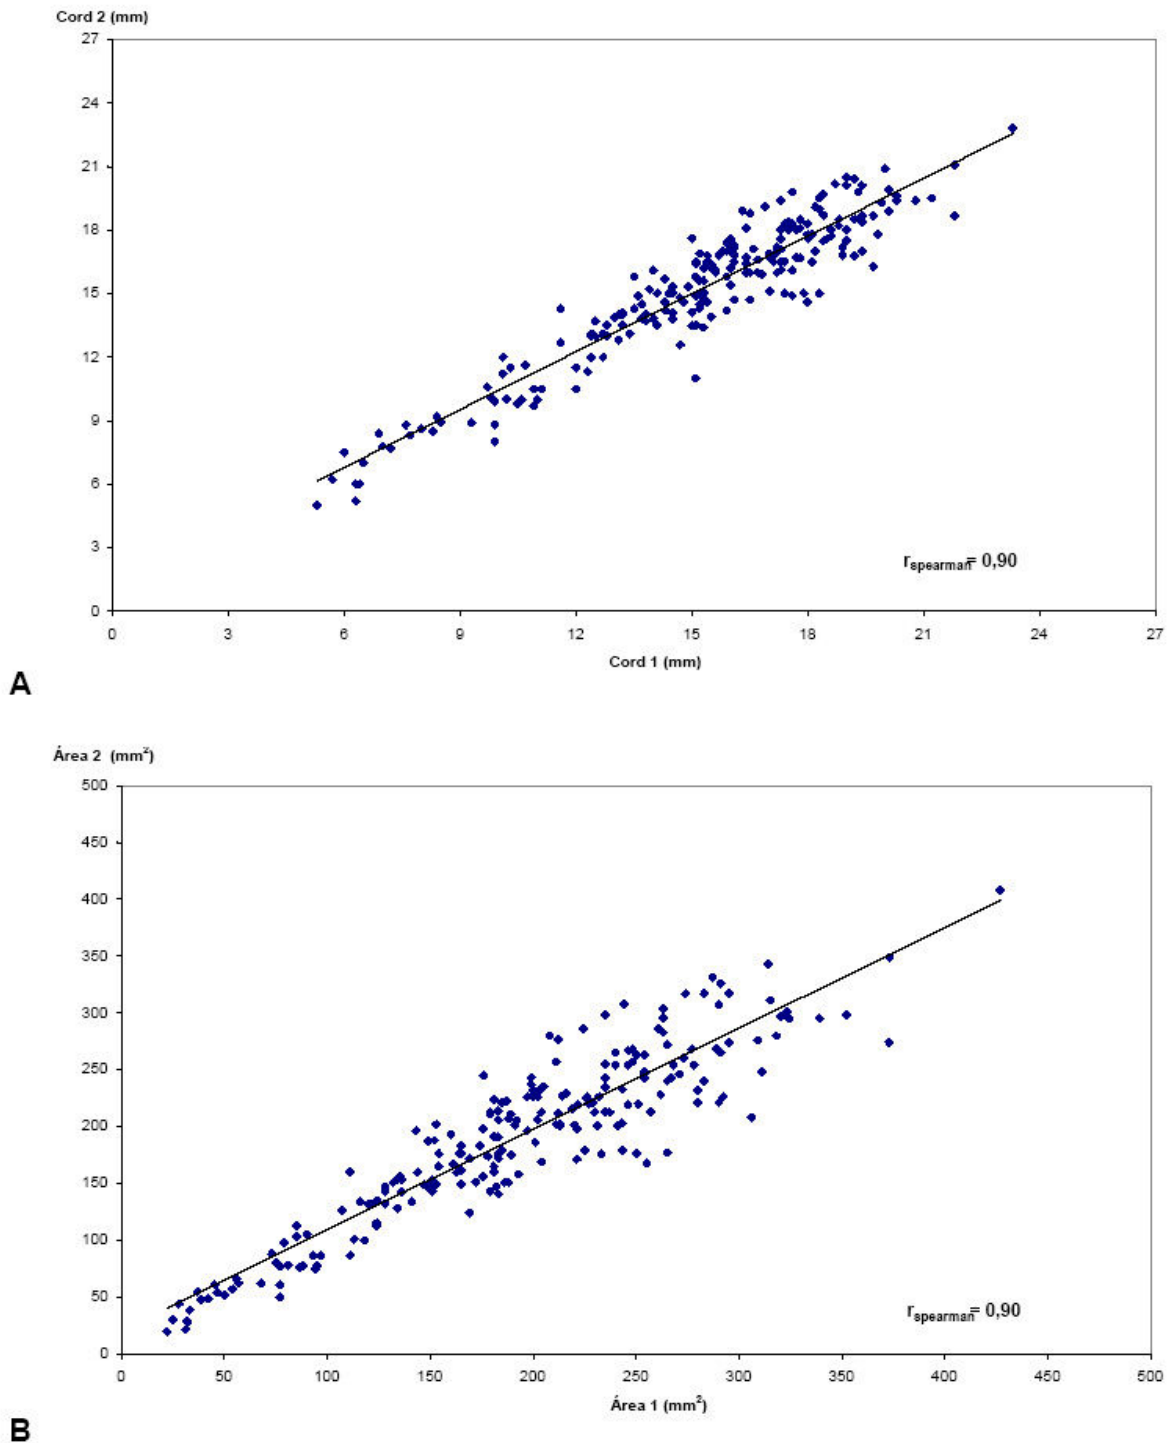 Cord 2 (mm)
27
24
21
18
15
12
9
6
3
0
0 3 6 9 12 15 18 21 24 27
r_spearman= 0,90
Cord 1 (mm)
A
Área 2 (mm²)
500
450
400
350
300
250
200
150
100
50
0
0 50 100 150 200 250 300 350 400 450 500
r_spearman= 0,90
Área 1 (mm²)
B